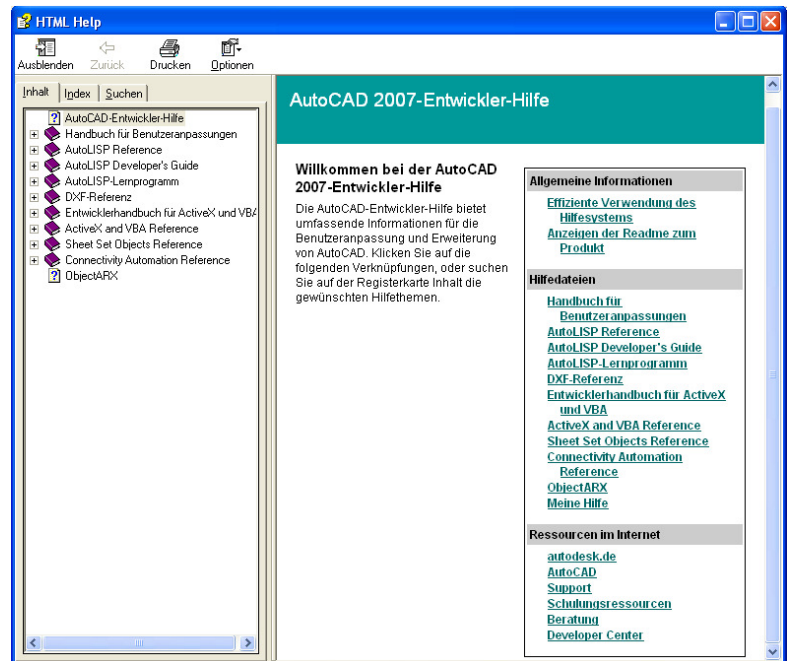 HTML Help
Ausblenden Zurück Drucken Optionen
Inhalt Index Suchen
AutoCAD-Entwickler-Hilfe
Handbuch für Benutzeranpassungen
AutoLISP Reference
AutoLISP Developer's Guide
AutoLISP-Lernprogramm
DXF-Referenz
Entwicklerhandbuch für ActiveX und VBA
ActiveX and VBA Reference
Sheet Set Objects Reference
Connectivity Automation Reference
ObjectARX
AutoCAD 2007-Entwickler-Hilfe
Willkommen bei der AutoCAD
2007-Entwickler-Hilfe
Die AutoCAD-Entwickler-Hilfe bietet
umfassende Informationen für die
Benutzeranpassung und Erweiterung
von AutoCAD. Klicken Sie auf die
folgenden Verknüpfungen, oder suchen
Sie auf der Registerkarte Inhalt die
gewünschten Hilfethemen.
Allgemeine Informationen
Effiziente Verwendung des
Hilfesystems
Anzeigen der Readme zum
Produkt
Hilfedateien
Handbuch für
Benutzeranpassungen
AutoLISP Reference
AutoLISP Developer's Guide
AutoLISP-Lernprogramm
DXF-Referenz
Entwicklerhandbuch für ActiveX
und VBA
ActiveX and VBA Reference
Sheet Set Objects Reference
Connectivity Automation
Reference
ObjectARX
Meine Hilfe
Ressourcen im Internet
autodesk.de
AutoCAD
Support
Schulungsressourcen
Beratung
Developer Center